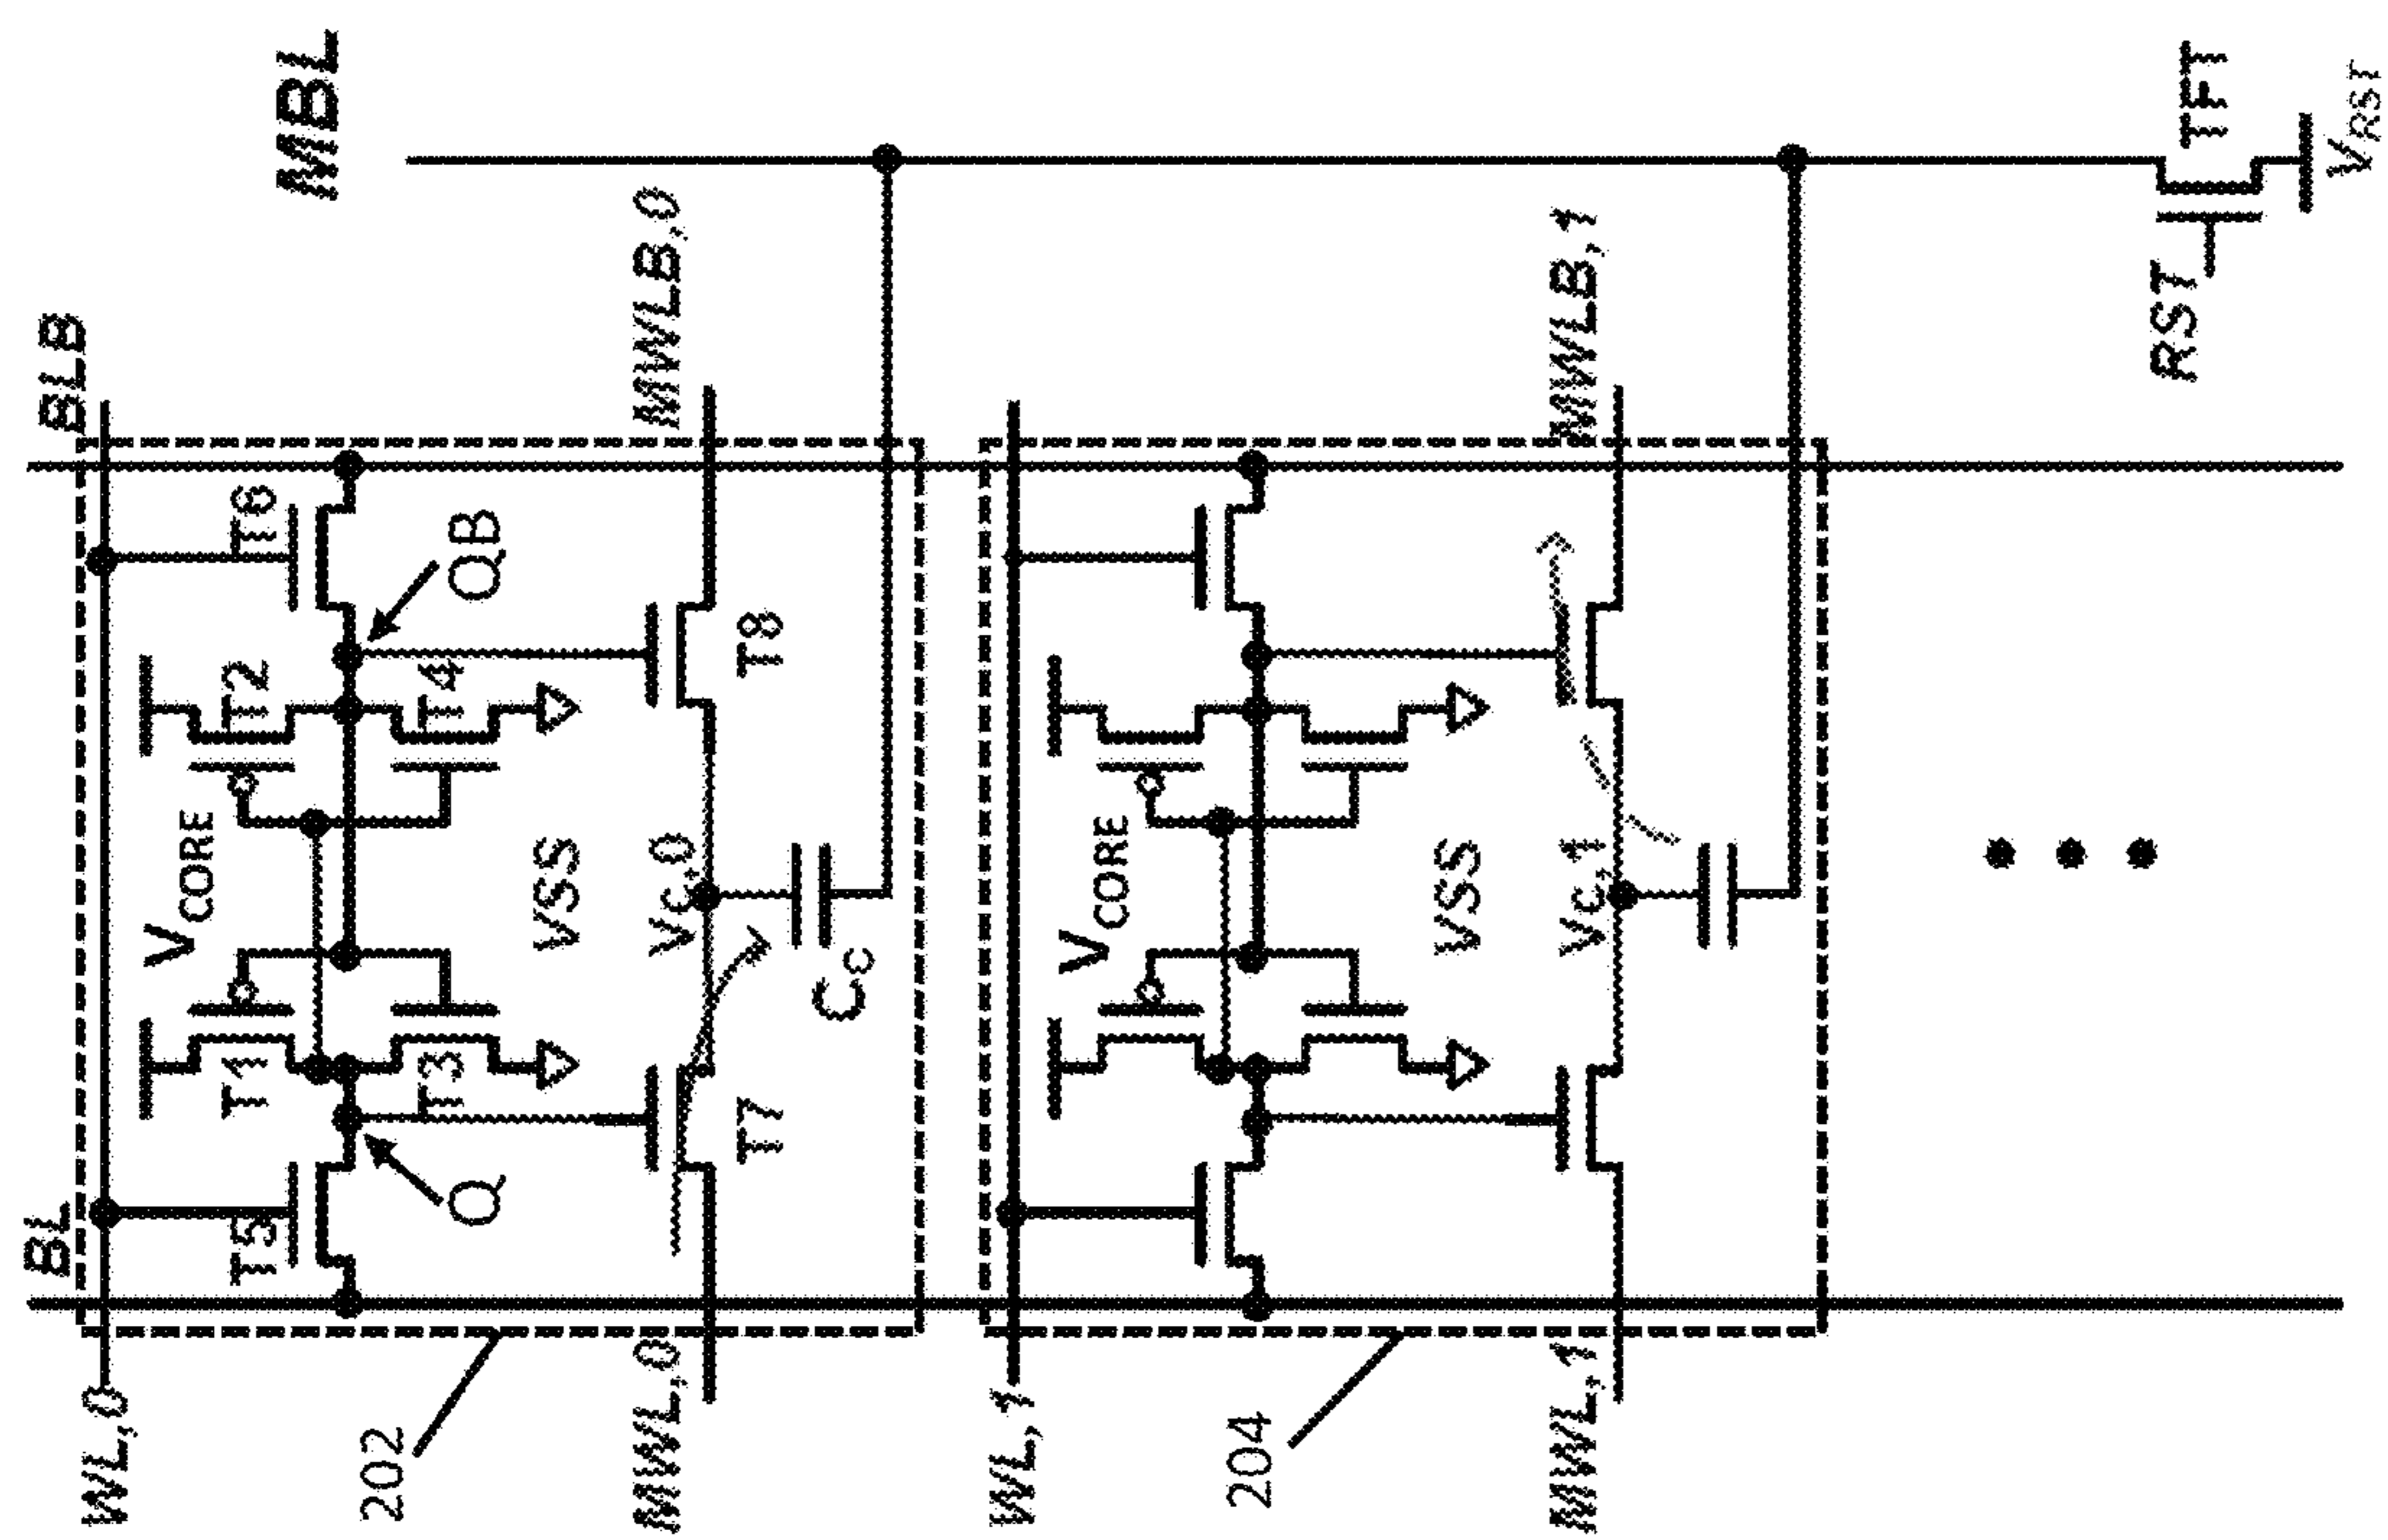 BL
BLB
WL,0
VCORE
T5
T1
T2
T6
MBL
202
T3
T4
Q
QB
VSS
MWL,0
Vc,0
MWLB,0
T7
T8
Cc
WL,1
VCORE
204
VSS
MWL,1
Vc,1
MWLB,1
RST
TFT
VRST